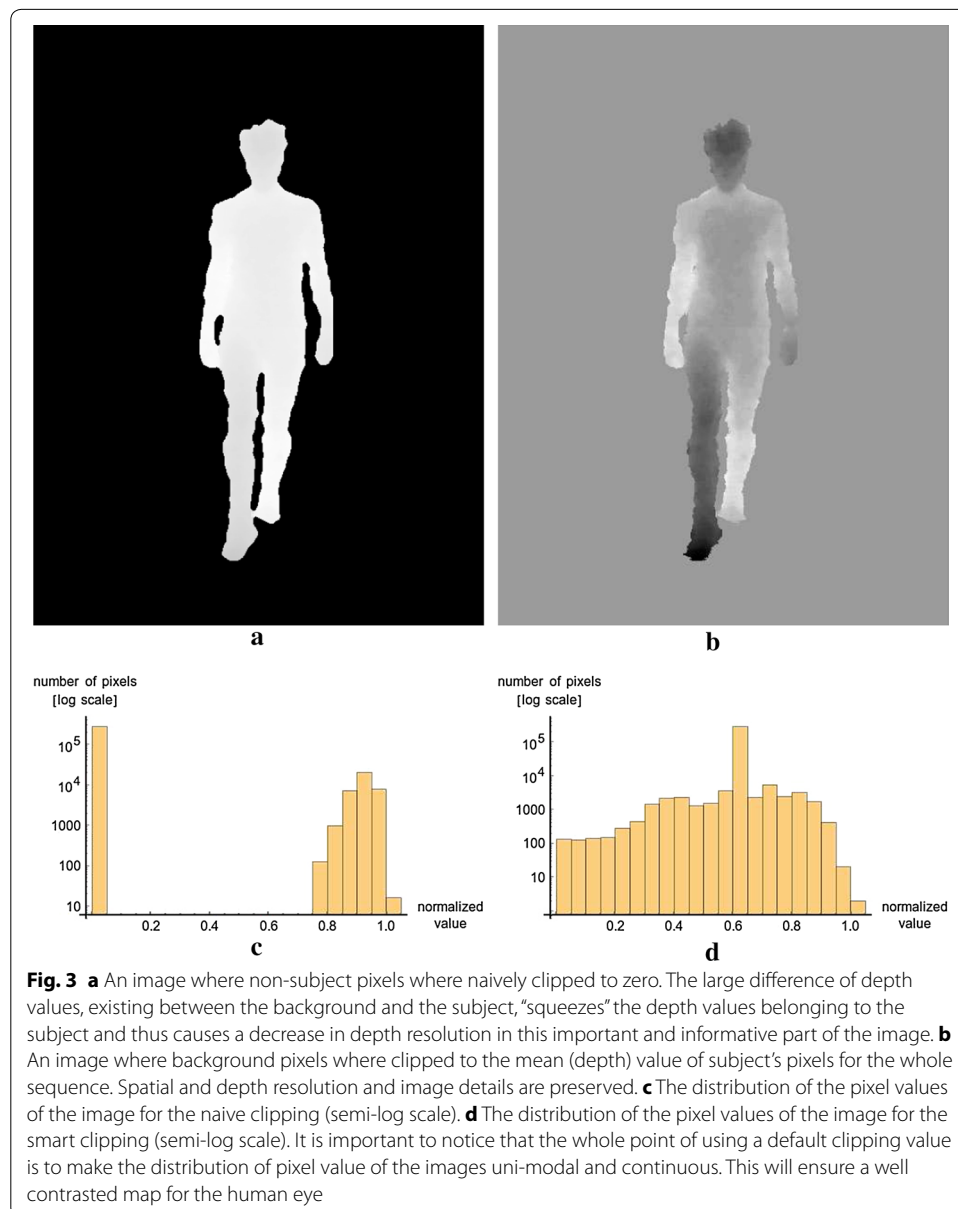 a
b
number of pixels
[log scale]
10^5
10^4
1000
100
10
0.2 0.4 0.6 0.8 1.0
normalized
value
c
number of pixels
[log scale]
10^5
10^4
1000
100
10
0.2 0.4 0.6 0.8 1.0
normalized
value
d
Fig. 3 a An image where non-subject pixels where naively clipped to zero. The large difference of depth
values, existing between the background and the subject, “squeezes” the depth values belonging to the
subject and thus causes a decrease in depth resolution in this important and informative part of the image. b
An image where background pixels where clipped to the mean (depth) value of subject’s pixels for the whole
sequence. Spatial and depth resolution and image details are preserved. c The distribution of the pixel values
of the image for the naive clipping (semi-log scale). d The distribution of the pixel values of the image for the
smart clipping (semi-log scale). It is important to notice that the whole point of using a default clipping value
is to make the distribution of pixel value of the images uni-modal and continuous. This will ensure a well
contrasted map for the human eye